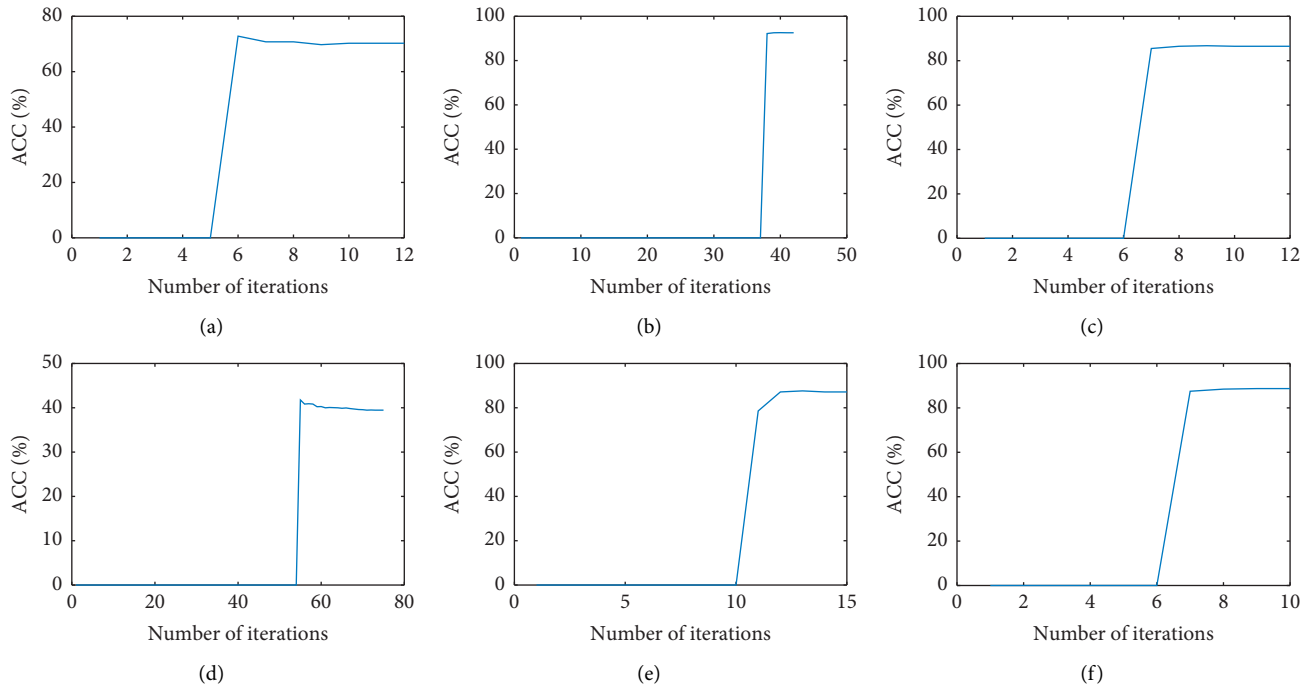 80
60
40
20
0
ACC (%)
0 2 4 6 8 10 12
Number of iterations
(a)
100
80
60
40
20
0
ACC (%)
0 10 20 30 40 50
Number of iterations
(b)
100
80
60
40
20
0
ACC (%)
0 2 4 6 8 10 12
Number of iterations
(c)
50
40
30
20
10
0
ACC (%)
0 20 40 60 80
Number of iterations
(d)
100
80
60
40
20
0
ACC (%)
0 5 10 15
Number of iterations
(e)
100
80
60
40
20
0
ACC (%)
0 2 4 6 8 10
Number of iterations
(f)